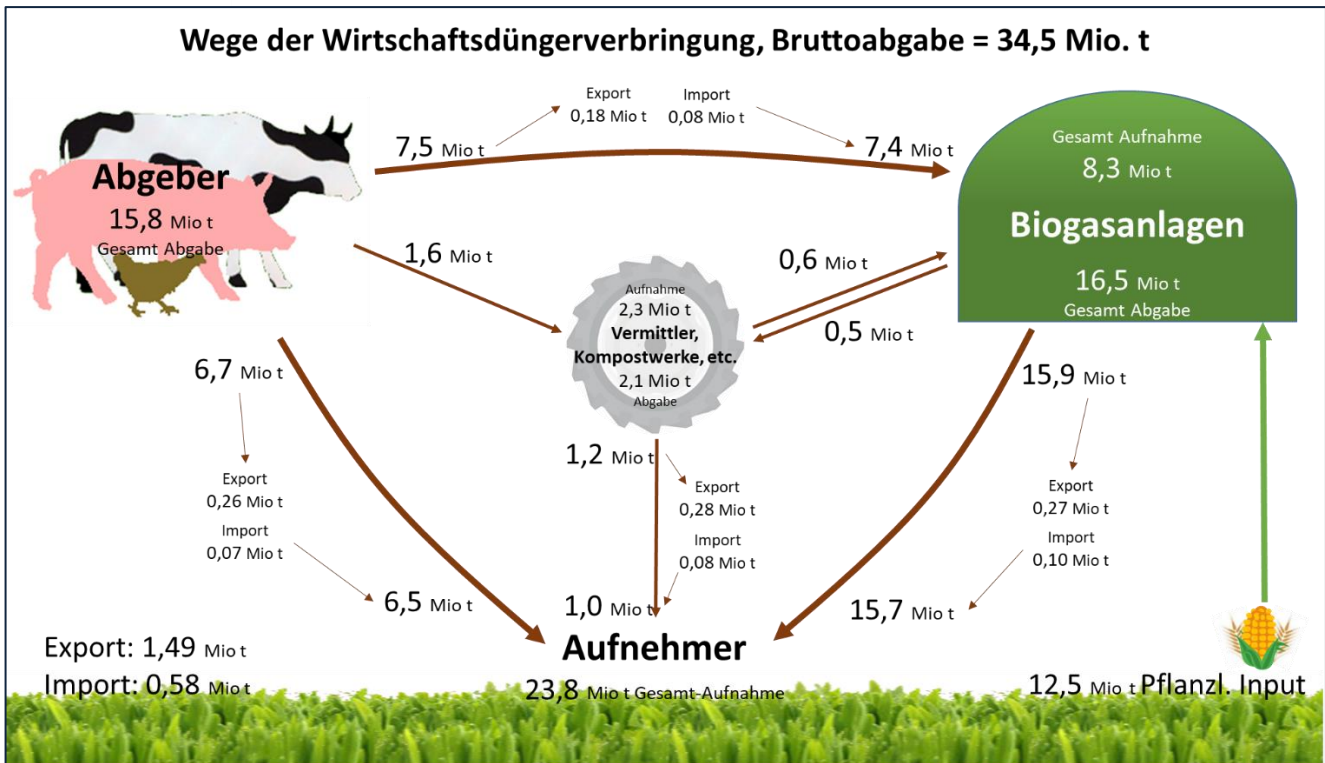 Wege der Wirtschaftsdüngerverbringung, Bruttoabgabe = 34,5 Mio. t
Export
0,18 Mio t
Import
0,08 Mio t
7,5 Mio t
7,4 Mio t
Abgeber
15,8 Mio t
Gesamt Abgabe
Gesamt Aufnahme
8,3 Mio t
Biogasanlagen
16,5 Mio t
Gesamt Abgabe
1,6 Mio t
0,6 Mio t
0,5 Mio t
Aufnahme
2,3 Mio t
Vermittler,
Kompostwerke, etc.
2,1 Mio t
Abgabe
6,7 Mio t
Export
0,26 Mio t
Import
0,07 Mio t
6,5 Mio t
1,2 Mio t
Export
0,28 Mio t
Import
0,08 Mio t
1,0 Mio t
15,9 Mio t
Export
0,27 Mio t
Import
0,10 Mio t
15,7 Mio t
Aufnehmer
23,8 Mio t Gesamt-Aufnahme
Export: 1,49 Mio t
Import: 0,58 Mio t
12,5 Mio t Pflanzl. Input